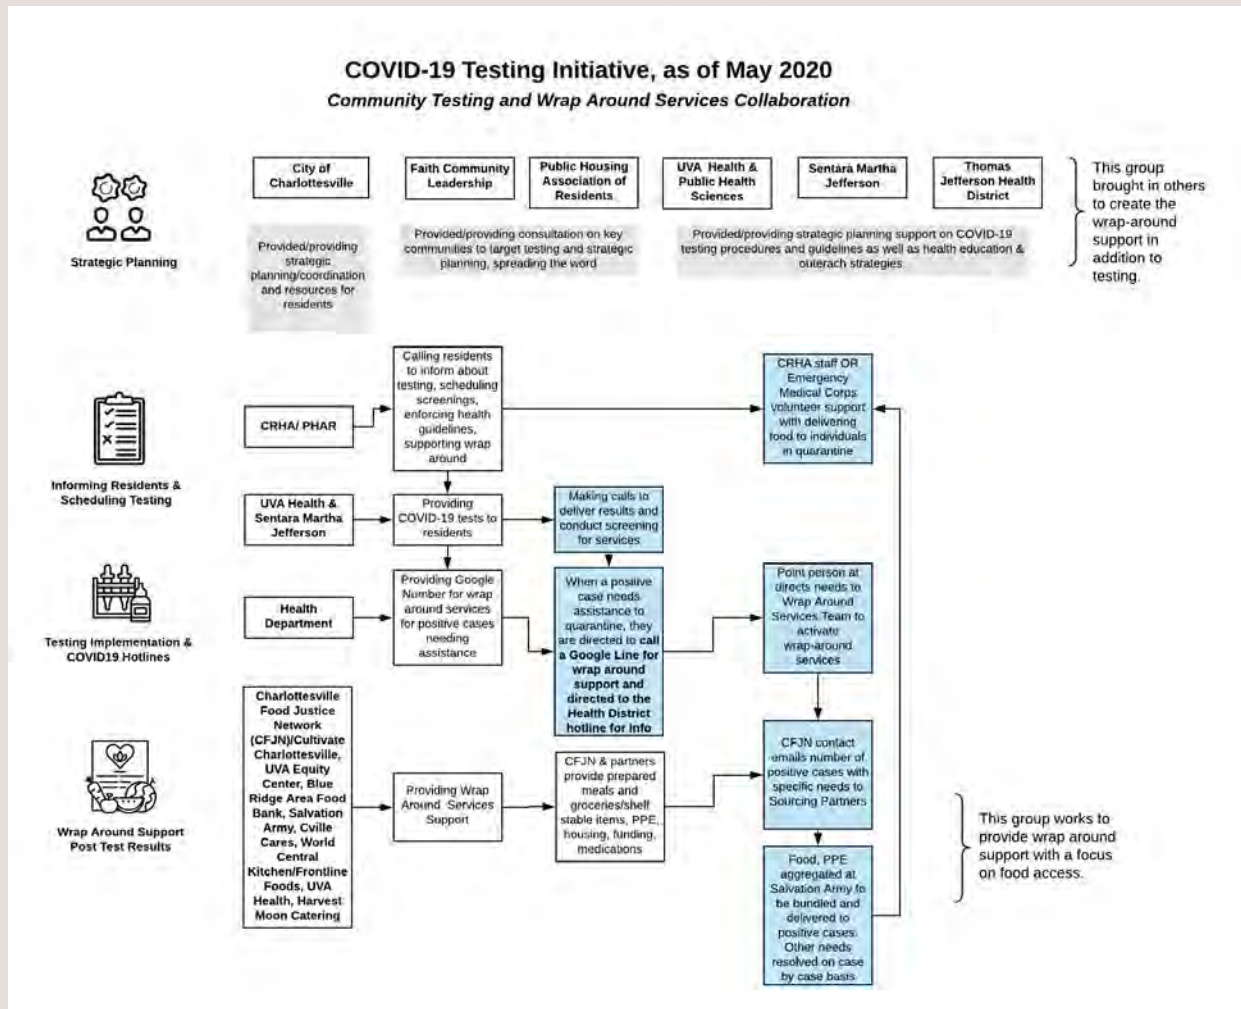 COVID-19 Testing Initiative, as of May 2020
Community Testing and Wrap Around Services Collaboration
Strategic Planning
City of
Charlottesville
Faith Community
Leadership
Public Housing
Association of
Residents
UVA Health &
Public Health
Sciences
Sentara Martha
Jefferson
Thomas
Jefferson Health
District
This group
brought in others
to create the
wrap-around
support in
addition to
testing.
Provided/providing
strategic
planning/coordination
and resources for
residents
Provided/providing consultation on key
communities to target testing and strategic
planning, spreading the word
Provided/providing strategic planning support on COVID-19
testing procedures and guidelines as well as health education &
outerach strategies
Informing Residents &
Scheduling Testing
CRHA/ PHAR
Calling residents
to inform about
testing, scheduling
screenings,
enforcing health
guidelines,
supporting wrap
around
CRHA staff OR
Emergency
Medical Corps
volunteer support
with delivering
food to individuals
in quarantine
UVA Health &
Sentara Martha
Jefferson
Providing
COVID-19 tests to
residents
Making calls to
deliver results and
conduct screening
for services
Testing Implementation &
COVID19 Hotlines
Health
Department
Providing Google
Number for wrap
around services
for positive cases
needing
assistance
When a positive
case needs
assistance to
quarantine, they
are directed to call
a Google Line for
wrap around
support and
directed to the
Health District
hotline for Info
Point person at
directs needs to
Wrap Around
Services Team to
activate
wrap-around
services
Wrap Around Support
Post Test Results
Charlottesville
Food Justice
Network
(CFJN)/Cultivate
Charlottesville,
UVA Equity
Center, Blue
Ridge Area Food
Bank, Salvation
Army, Cville
Cares, World
Central
Kitchen/Frontline
Foods, UVA
Health, Harvest
Moon Catering
Providing Wrap
Around Services
Support
CFJN & partners
provide prepared
meals and
groceries/shelf
stable items, PPE,
housing, funding,
medications
CFJN contact
emails number of
positive cases with
specific needs to
Sourcing Partners
Food, PPE
aggregated at
Salvation Army to
be bundled and
delivered to
positive cases.
Other needs
resolved on case
by case basis
This group works to
provide wrap around
support with a focus
on food access.